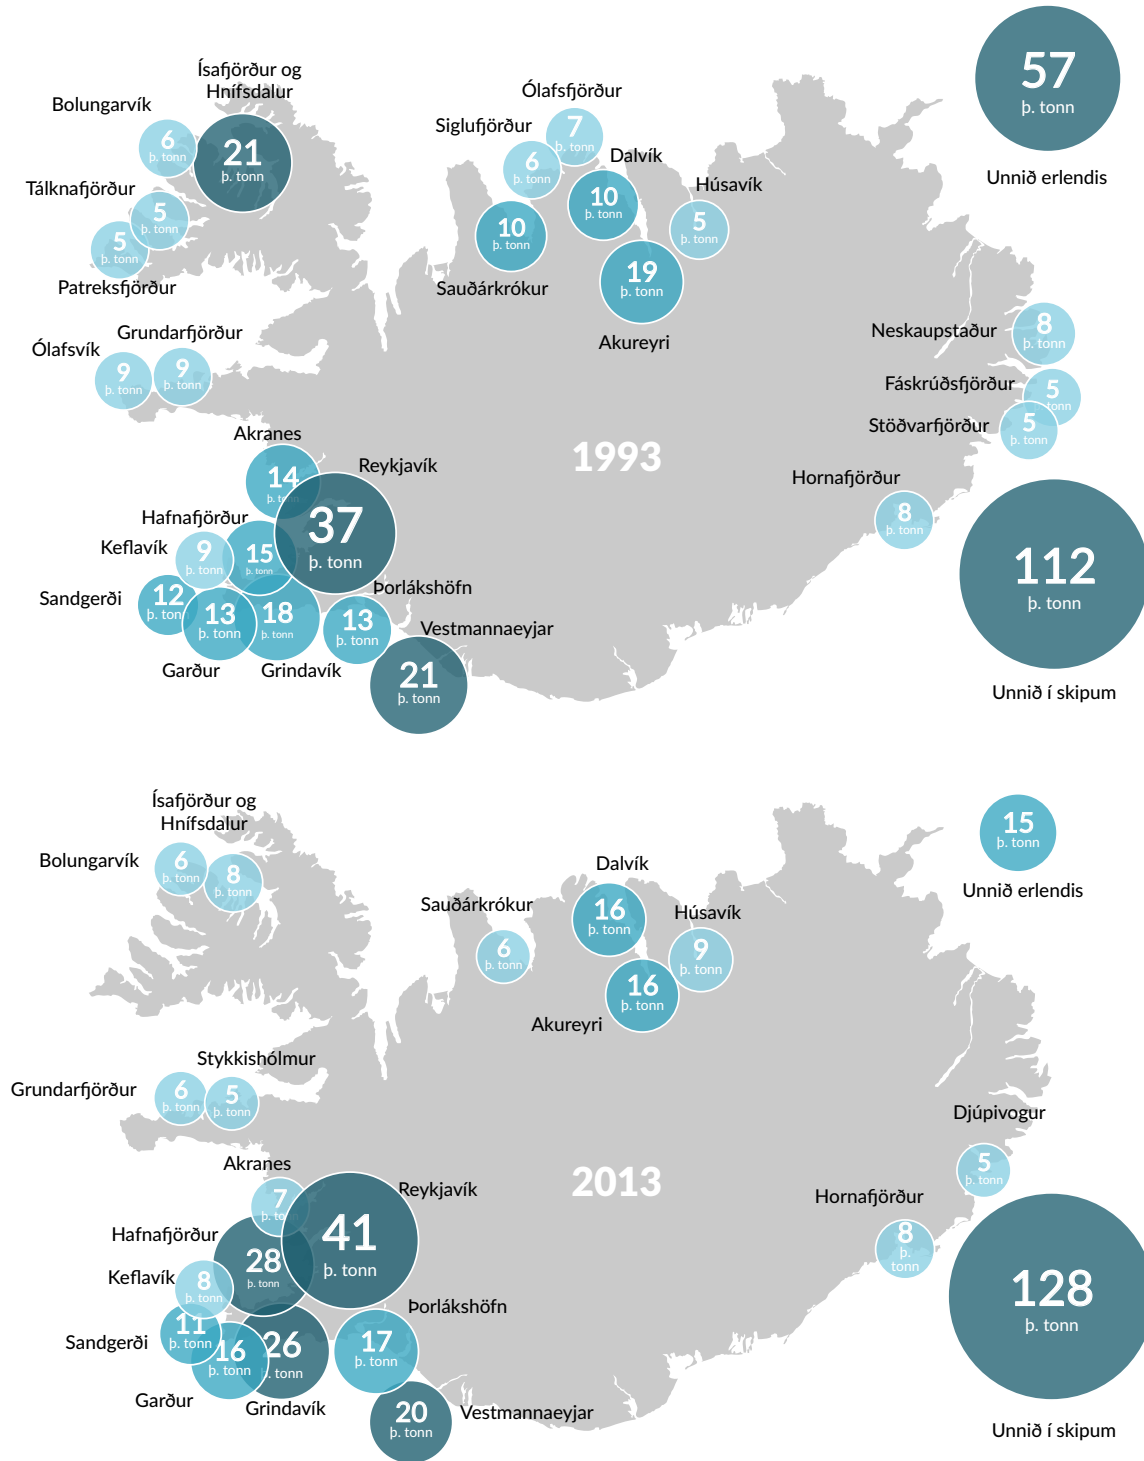 57
þ. tonn
Unnið erlendis
Ísafjörður og
Hnífsdalur
21
þ. tonn
Bolungarvík
6
þ. tonn
Tálknafjörður
5
þ. tonn
5
þ. tonn
Patreksfjörður
Ólafsfjörður
7
þ. tonn
Siglufjörður
6
þ. tonn
Dalvík
10
þ. tonn
Húsavík
5
þ. tonn
10
þ. tonn
Sauðárkrókur
19
þ. tonn
Akureyri
Grundarfjörður
9
þ. tonn
Ólafsvík
9
þ. tonn
Neskaupstaður
8
þ. tonn
Fáskrúðsfjörður
5
þ. tonn
Stöðvarfjörður
5
þ. tonn
Akranes
14
þ. tonn
Reykjavík
37
þ. tonn
1993
Hornafjörður
8
þ. tonn
Hafnafjörður
15
þ. tonn
Keflavík
9
þ. tonn
Sandgerði
12
þ. tonn
13
þ. tonn
Garður
18
þ. tonn
Grindavík
Þorlákshöfn
13
þ. tonn
Vestmannaeyjar
21
þ. tonn
112
þ. tonn
Unnið í skipum
Ísafjörður og
Hnífsdalur
8
þ. tonn
Bolungarvík
6
þ. tonn
15
þ. tonn
Unnið erlendis
Dalvík
16
þ. tonn
Sauðárkrókur
6
þ. tonn
Húsavík
9
þ. tonn
16
þ. tonn
Akureyri
Stykkishólmur
5
þ. tonn
Grundarfjörður
6
þ. tonn
Djúpivogur
5
þ. tonn
Akranes
7
þ. tonn
Reykjavík
41
þ. tonn
2013
Hornafjörður
8
þ.
tonn
Hafnafjörður
28
þ. tonn
Keflavík
8
þ. tonn
Sandgerði
11
þ. tonn
16
þ. tonn
Garður
26
þ. tonn
Grindavík
Þorlákshöfn
17
þ. tonn
20
þ. tonn
Vestmannaeyjar
128
þ. tonn
Unnið í skipum